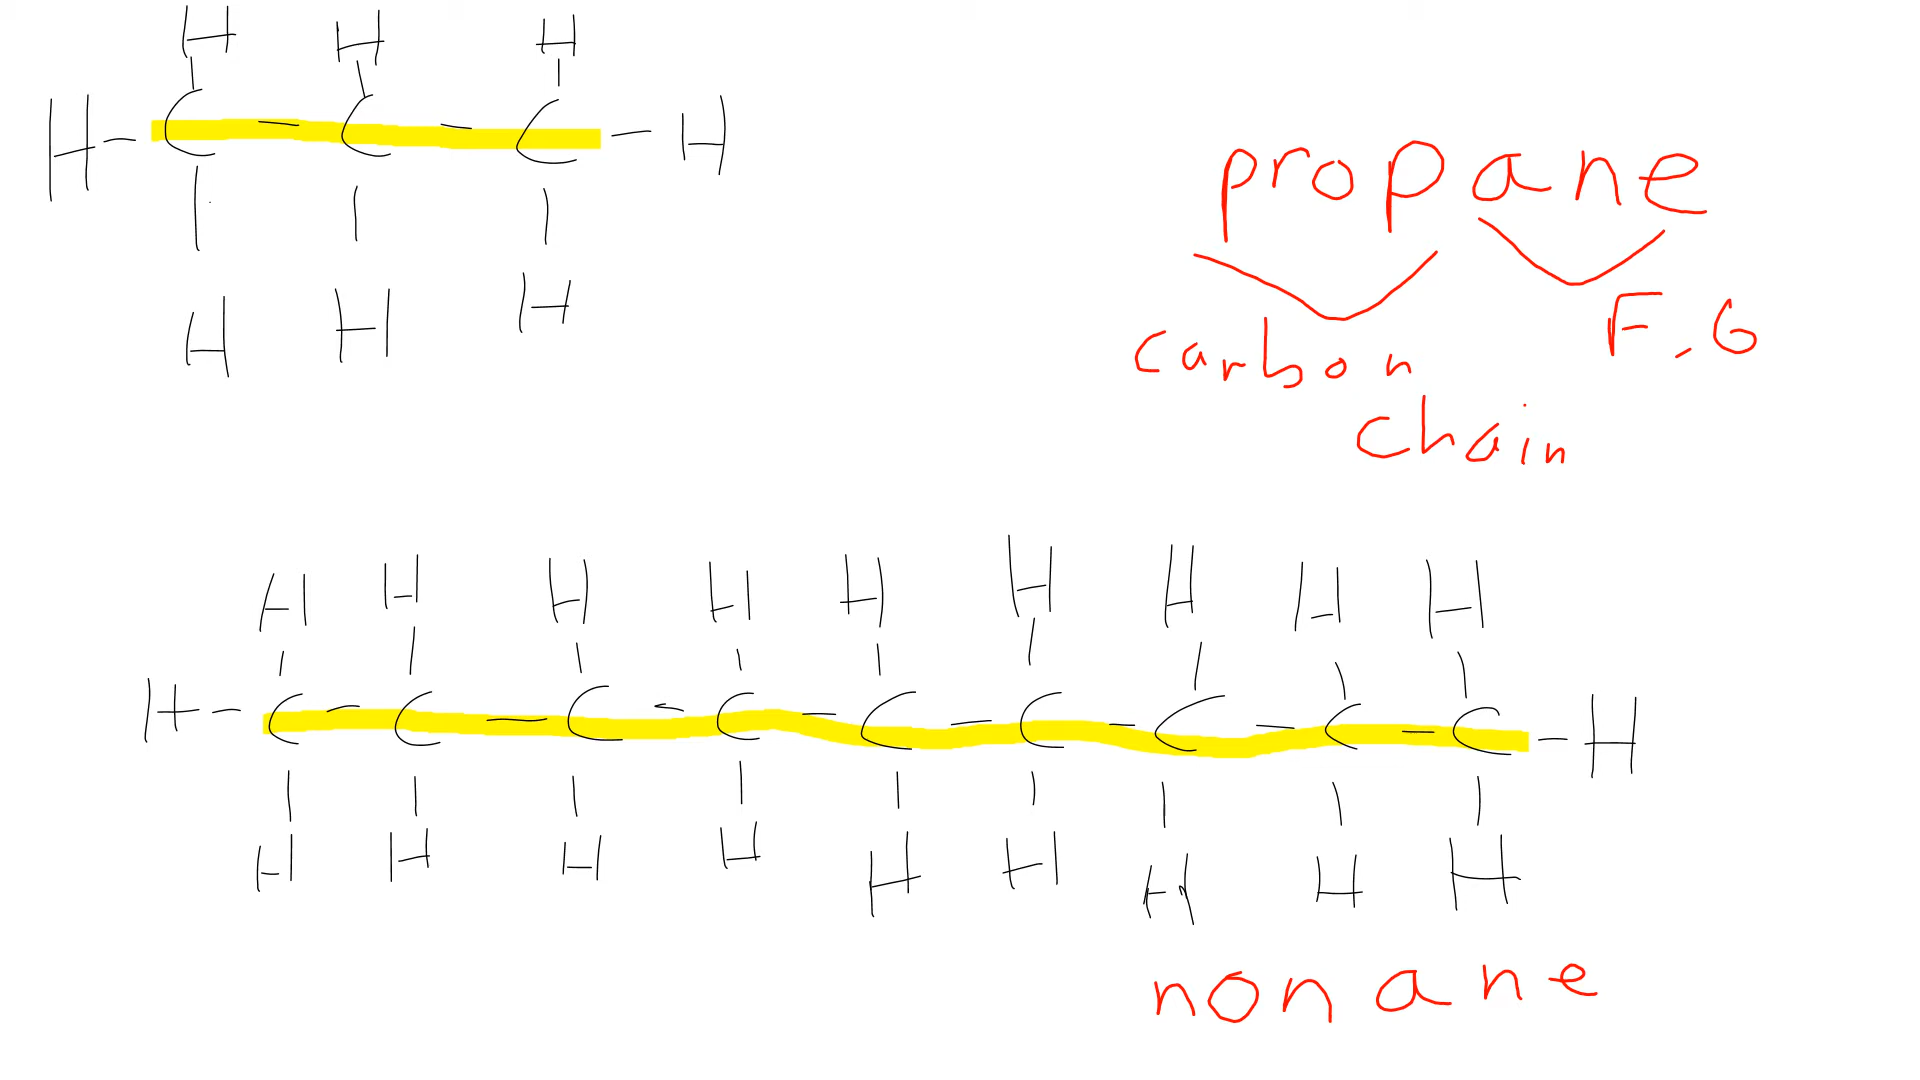 H H H
H - C - C - C - H
H H H
propane
carbon chain
F.G
H H H H H H H H H
H - C - C - C - C - C - C - C - C - C - H
H H H H H H H H H
nonane